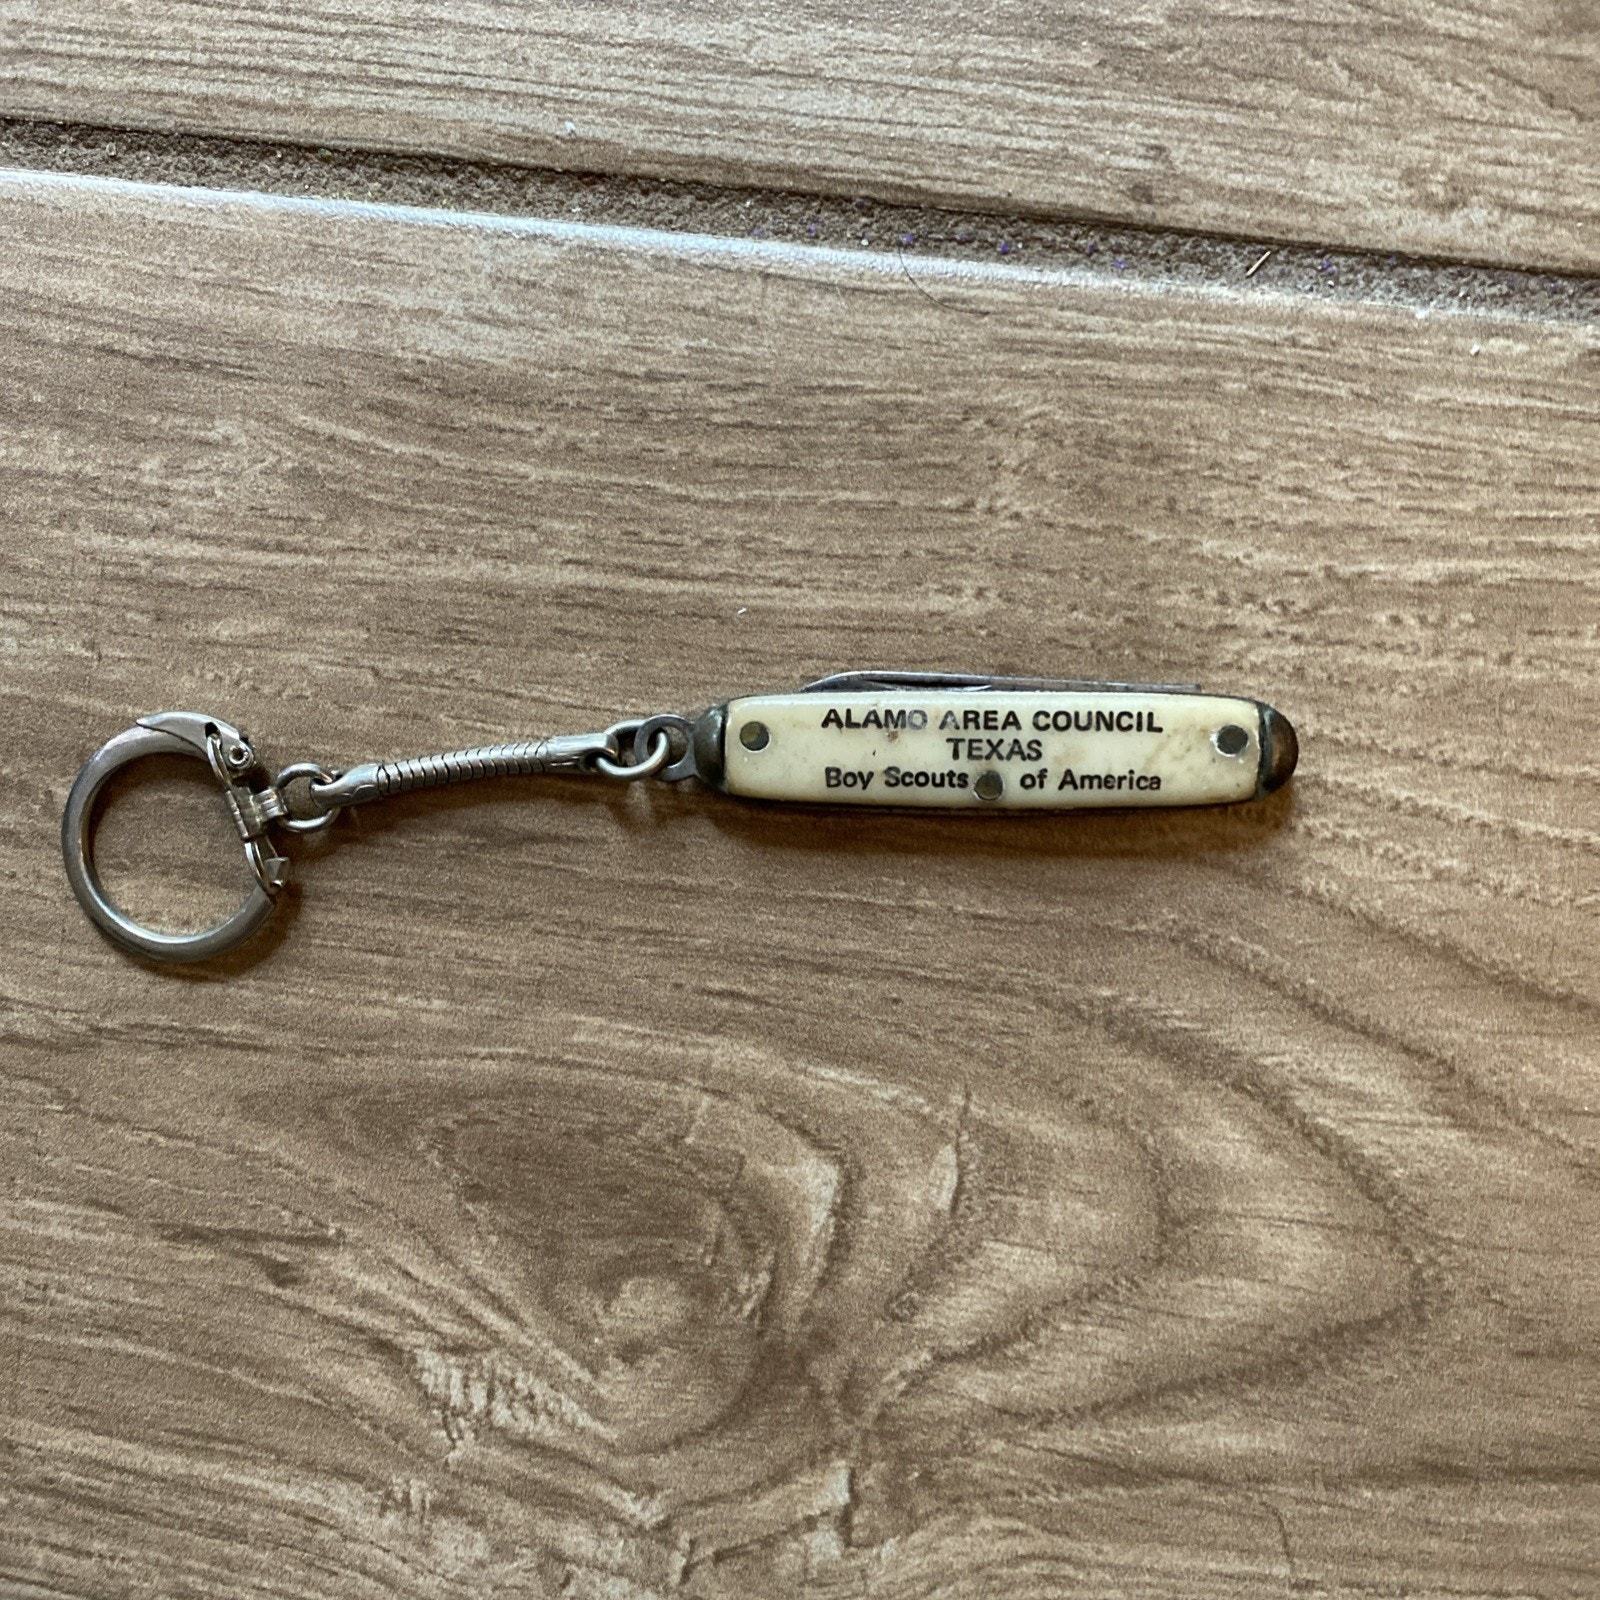 ALAMO AREA COUNCIL
TEXAS
Boy Scouts of America